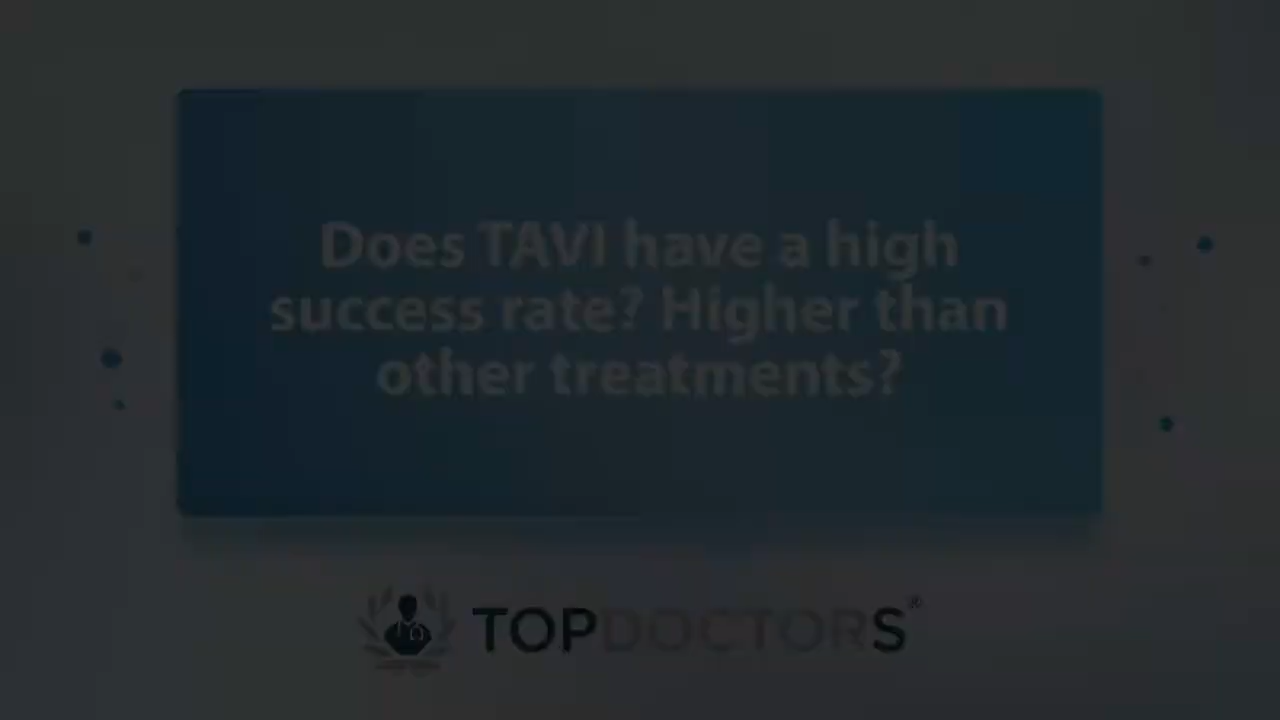 Does TAVI have a high
success rate? Higher than
other treatments?
TOPDOCTORS®